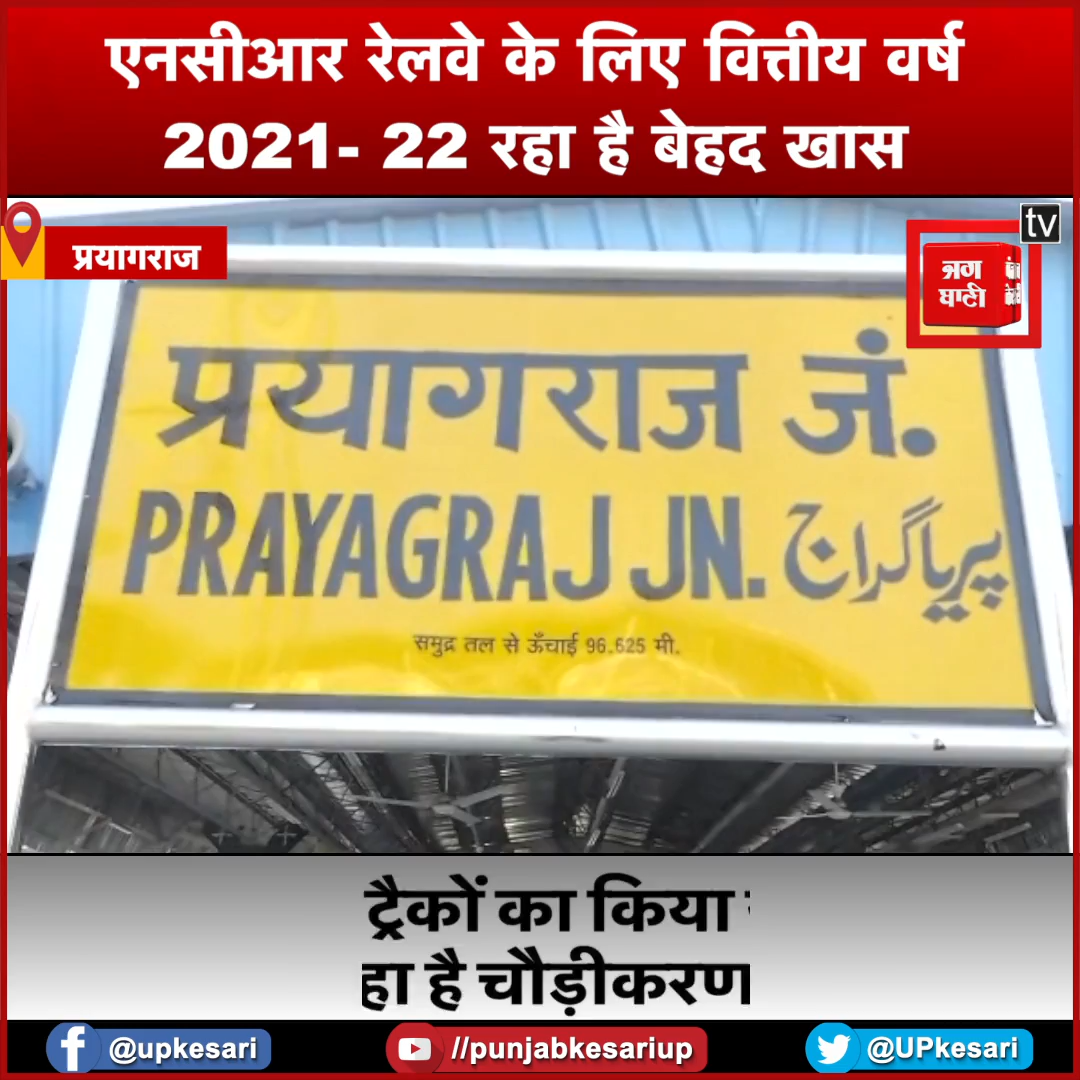 एनसीआर रेलवे के लिए वित्तीय वर्ष
2021- 22 रहा है बेहद खास
प्रयागराज
tv
ਜਗ
ਬਾਣੀ
प्रयागराज जं.
PRAYAGRAJ JN. پریاگراج
समुद्र तल से ऊँचाई 96.625 मी.
ट्रैकों का किया
हा है चौड़ीकरण
@upkesari
//punjabkesariup
@UPkesari